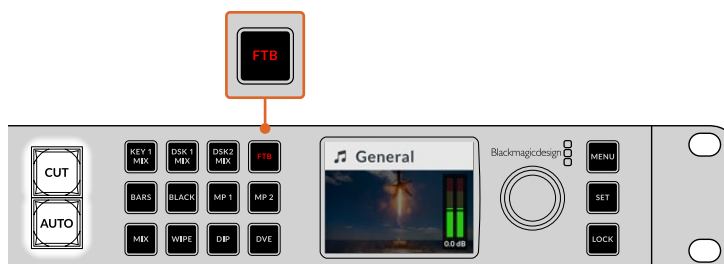 FTB
CUT
AUTO
KEY 1 MIX
DSK 1 MIX
DSK2 MIX
FTB
BARS
BLACK
MP 1
MP 2
MIX
WIPE
DIP
DVE
General
0.0 dB
Blackmagicdesign
MENU
SET
LOCK